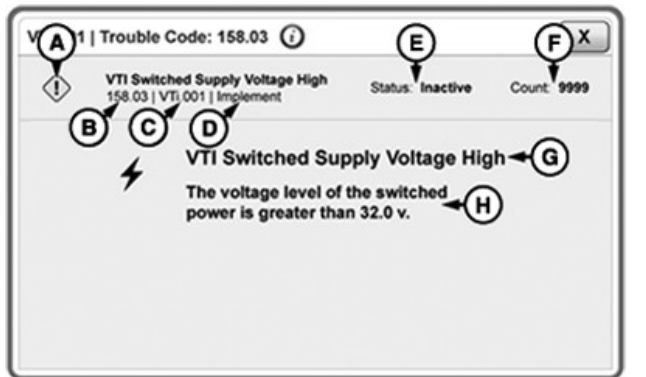 A
V 1 | Trouble Code: 158.03 i
E
F
X
!
VTI Switched Supply Voltage High
Status: Inactive
Count: 9999
158.03 | VTi.001 | Implement
B
C
D
VTI Switched Supply Voltage High
G
The voltage level of the switched
power is greater than 32.0 v.
H